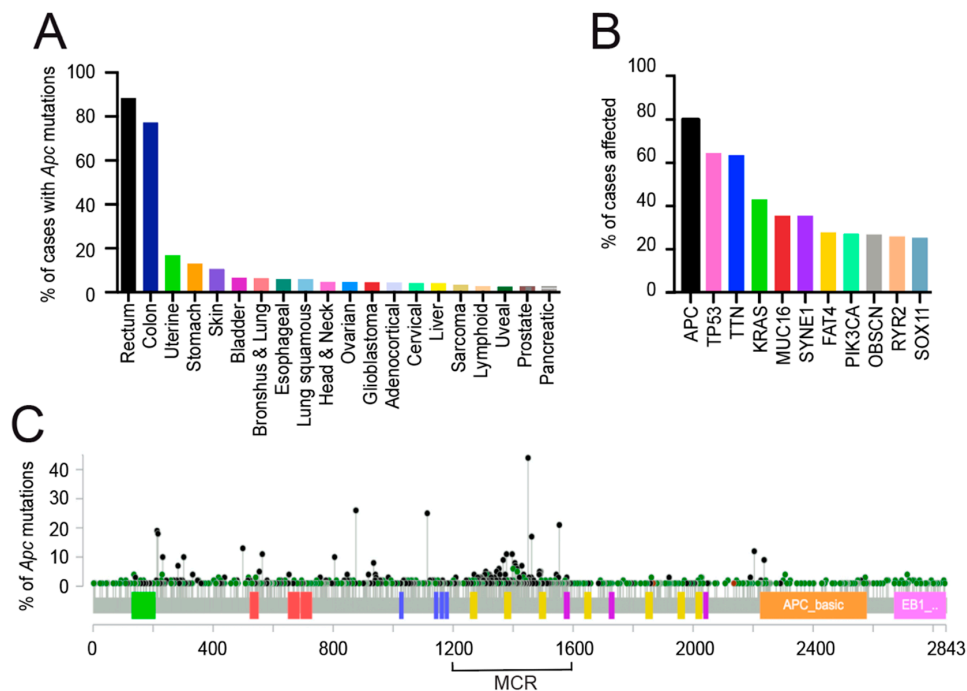 A
% of cases with Apc mutations
100
80
60
40
20
0
Rectum
Colon
Uterine
Stomach
Skin
Bladder
Bronshus & Lung
Esophageal
Lung squamous
Head & Neck
Ovarian
Glioblastoma
Adenocortical
Cervical
Liver
Sarcoma
Lymphoid
Uveal
Prostate
Pancreatic
B
% of cases affected
100
80
60
40
20
0
APC
TP53
TTN
KRAS
MUC16
SYNE1
FAT4
PIK3CA
OBSCN
RYR2
SOX11
C
% of Apc mutations
40
30
20
10
0
APC_basic
EB1_..
0 400 800 1200 1600 2000 2400 2843
MCR